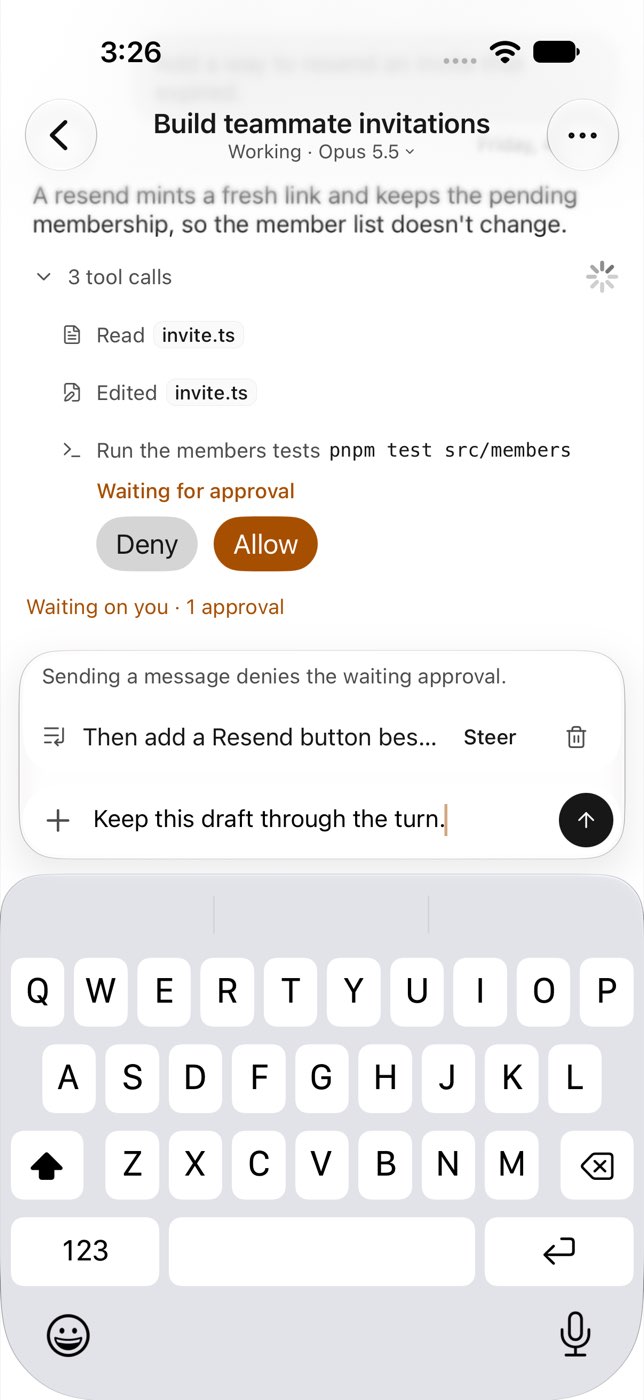 3:26
Build teammate invitations
Working · Opus 5.5
A resend mints a fresh link and keeps the pending
membership, so the member list doesn't change.
3 tool calls
Read invite.ts
Edited invite.ts
Run the members tests pnpm test src/members
Waiting for approval
Deny Allow
Waiting on you · 1 approval
Sending a message denies the waiting approval.
Then add a Resend button bes... Steer
Keep this draft through the turn.
Q W E R T Y U I O P
A S D F G H J K L
Z X C V B N M
123